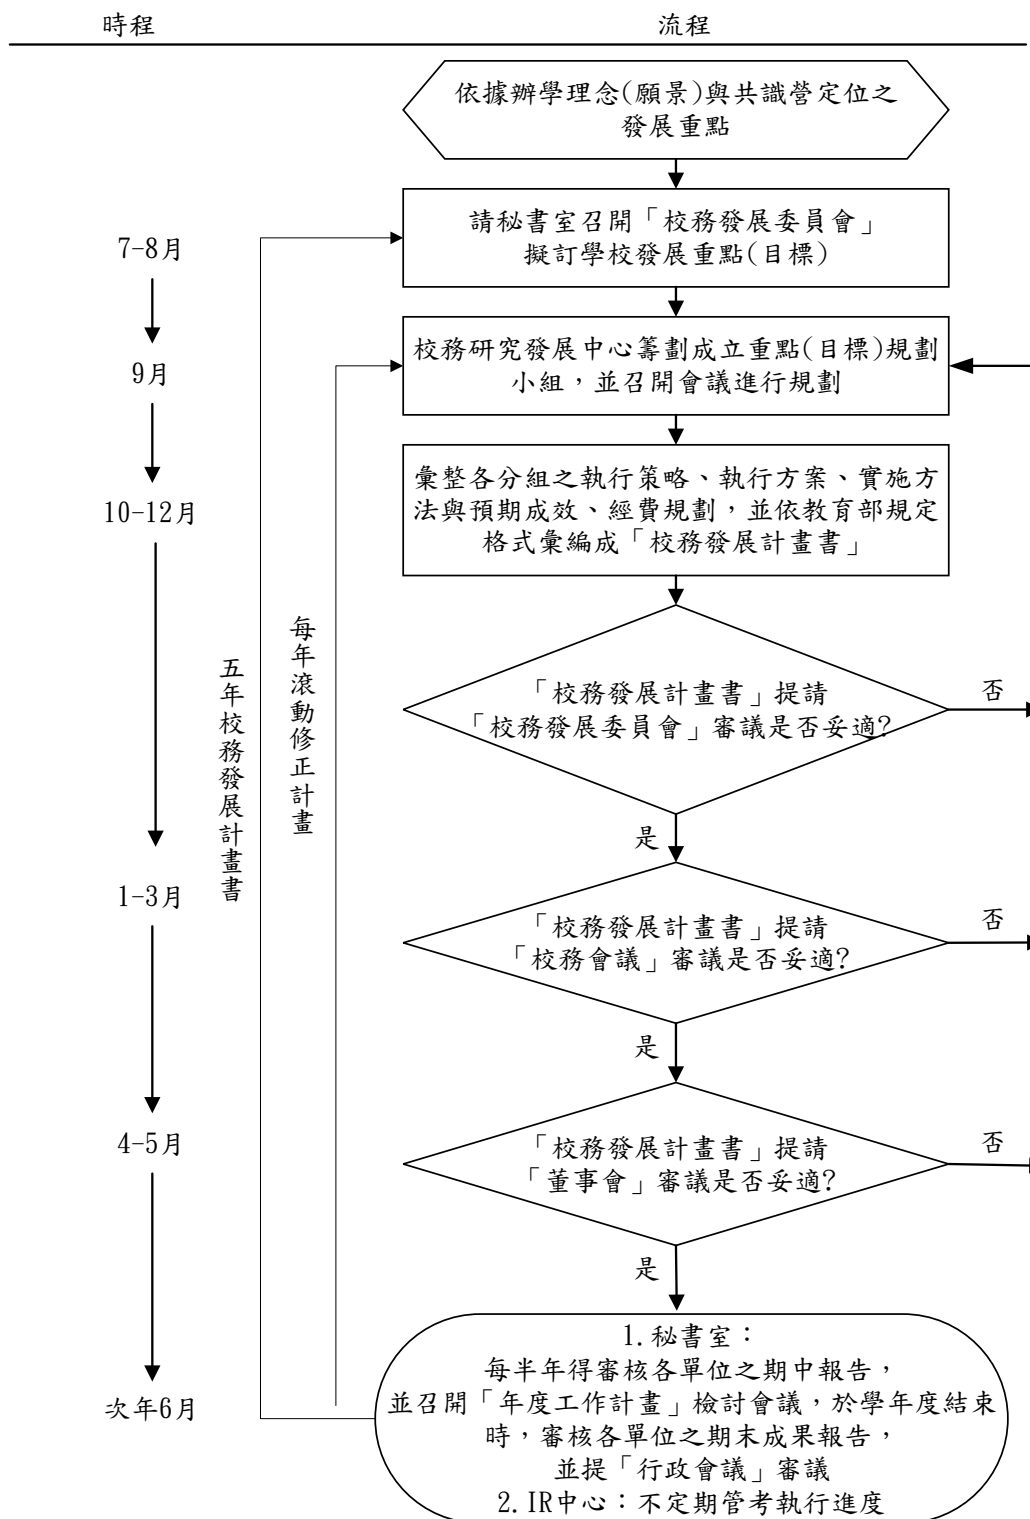 時程
流程
依據辦學理念(願景)與共識營定位之
發展重點
7-8月
請秘書室召開「校務發展委員會」
擬訂學校發展重點(目標)
9月
校務研究發展中心籌劃成立重點(目標)規劃
小組，並召開會議進行規劃
10-12月
彙整各分組之執行策略、執行方案、實施方
法與預期成效、經費規劃，並依教育部規定
格式彙編成「校務發展計畫書」
五年校務發展計畫書
每年滾動修正計畫
「校務發展計畫書」提請
「校務發展委員會」審議是否妥適?
否
是
1-3月
「校務發展計畫書」提請
「校務會議」審議是否妥適?
否
是
4-5月
「校務發展計畫書」提請
「董事會」審議是否妥適?
否
是
次年6月
1.秘書室：
每半年得審核各單位之期中報告，
並召開「年度工作計畫」檢討會議，於學年度結束
時，審核各單位之期末成果報告，
並提「行政會議」審議
2.IR中心：不定期管考執行進度